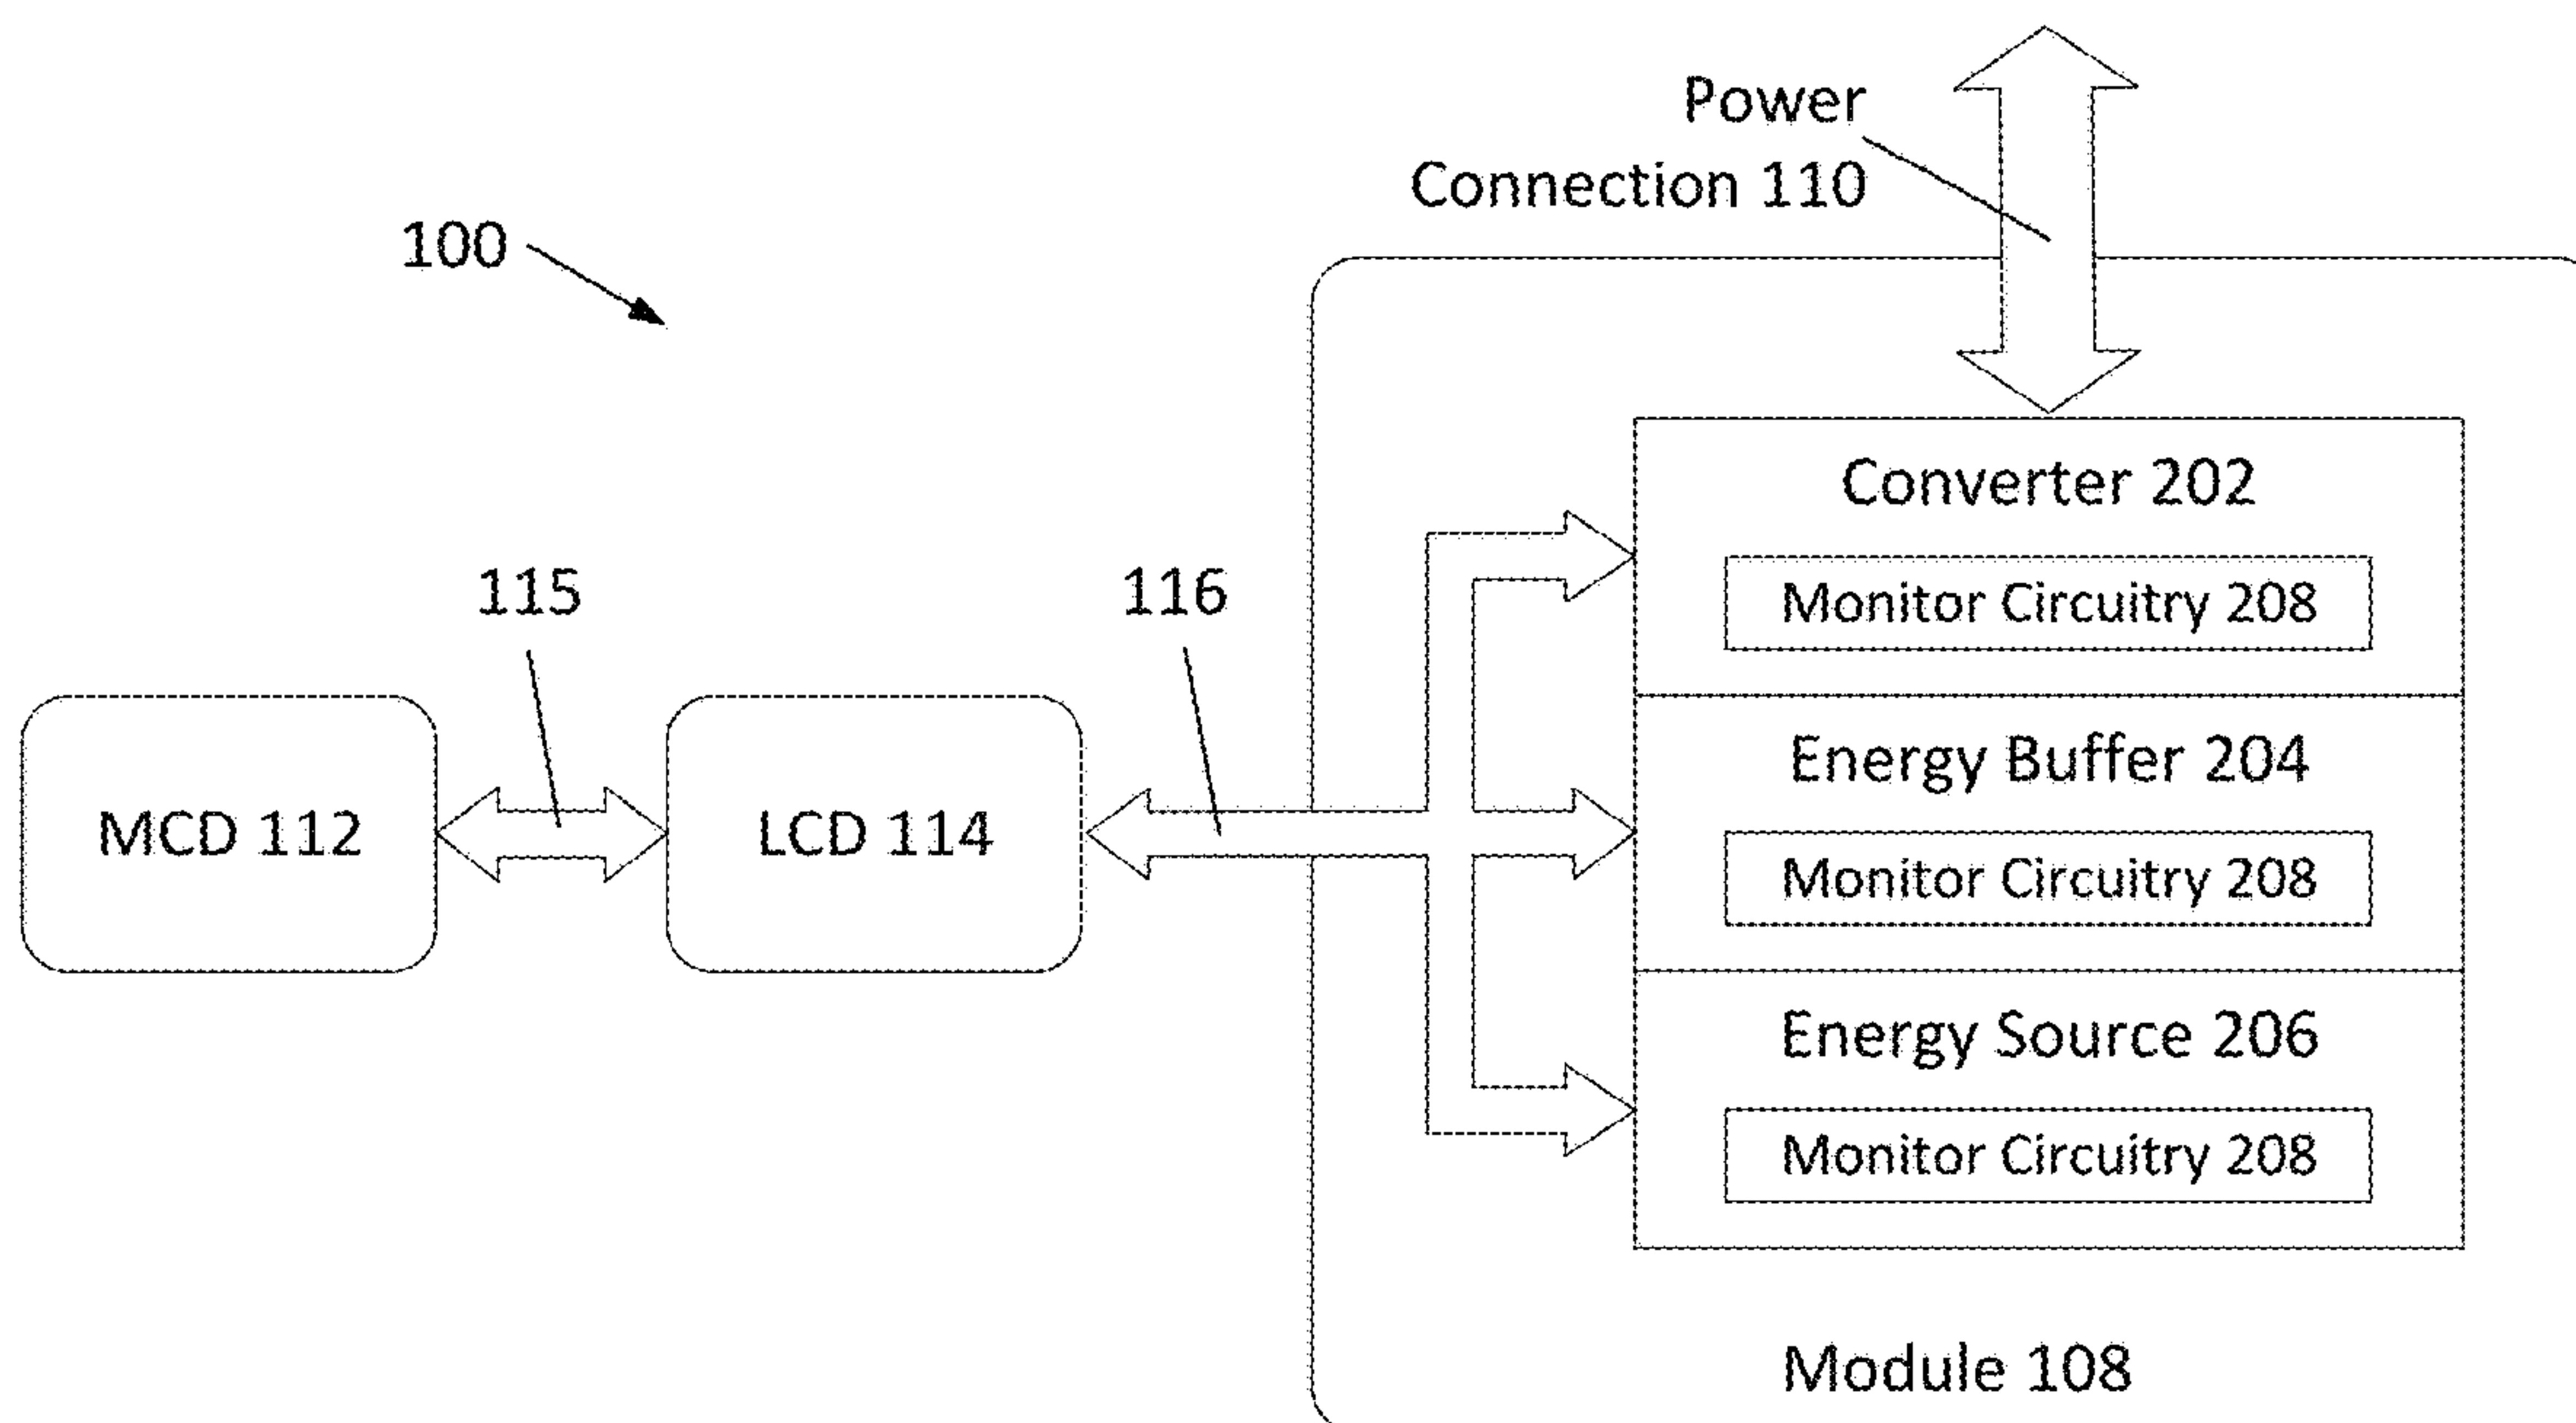 Power
Connection 110
100
Converter 202
Monitor Circuitry 208
115
116
MCD 112
LCD 114
Energy Buffer 204
Monitor Circuitry 208
Energy Source 206
Monitor Circuitry 208
Module 108